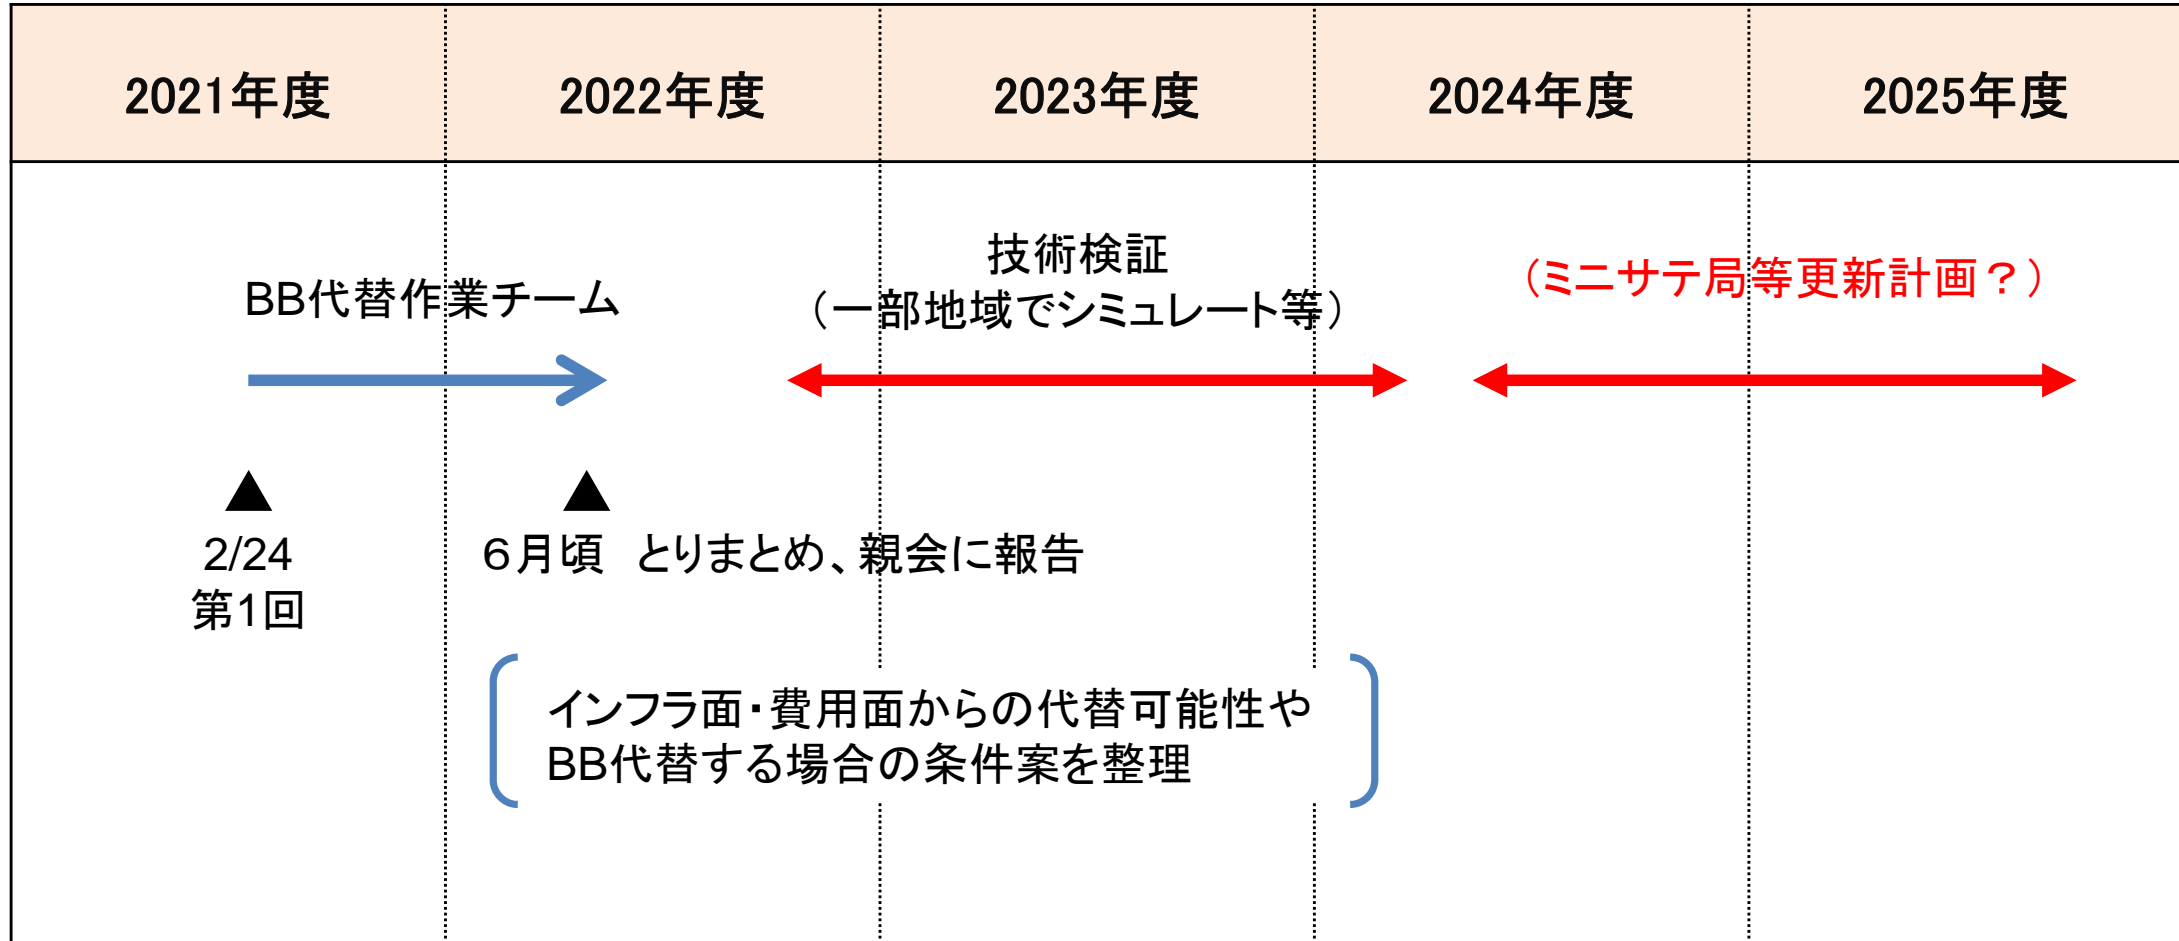 2021年度 2022年度 2023年度 2024年度 2025年度
BB代替作業チーム
技術検証
（一部地域でシミュレート等）
（ミニサテ局等更新計画？）
▲
2/24
第1回
▲
６月頃　とりまとめ、親会に報告
インフラ面・費用面からの代替可能性や
BB代替する場合の条件案を整理